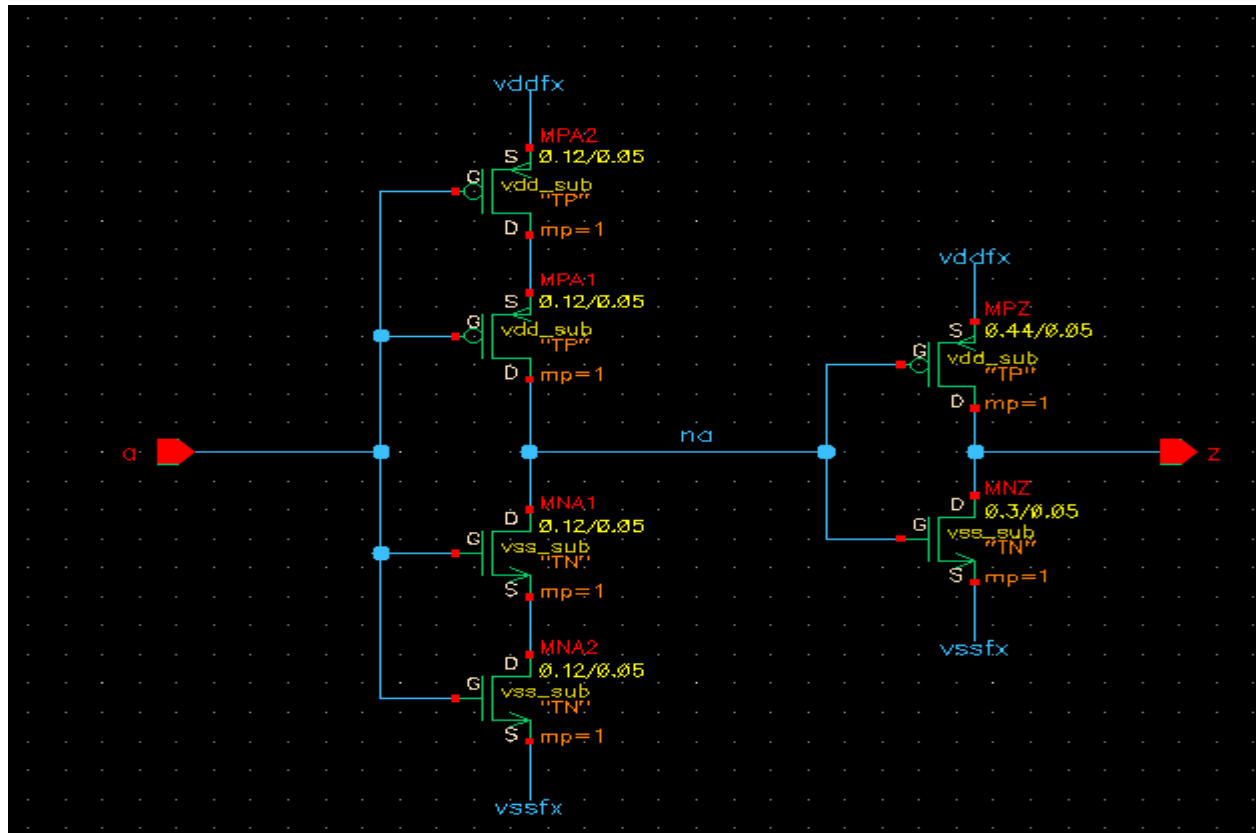 vddfx
MPA2
S
0.12/0.05
G
vdd_sub
"TP"
D
mp=1
MPA1
S
0.12/0.05
G
vdd_sub
"TP"
D
mp=1
vddfx
MPZ
S
0.44/0.05
G
vdd_sub
"TP"
D
mp=1
a
na
z
MNA1
D
0.12/0.05
G
vss_sub
"TN"
S
mp=1
MNZ
D
0.3/0.05
G
vss_sub
"TN"
S
mp=1
vssfx
MNA2
D
0.12/0.05
G
vss_sub
"TN"
S
mp=1
vssfx